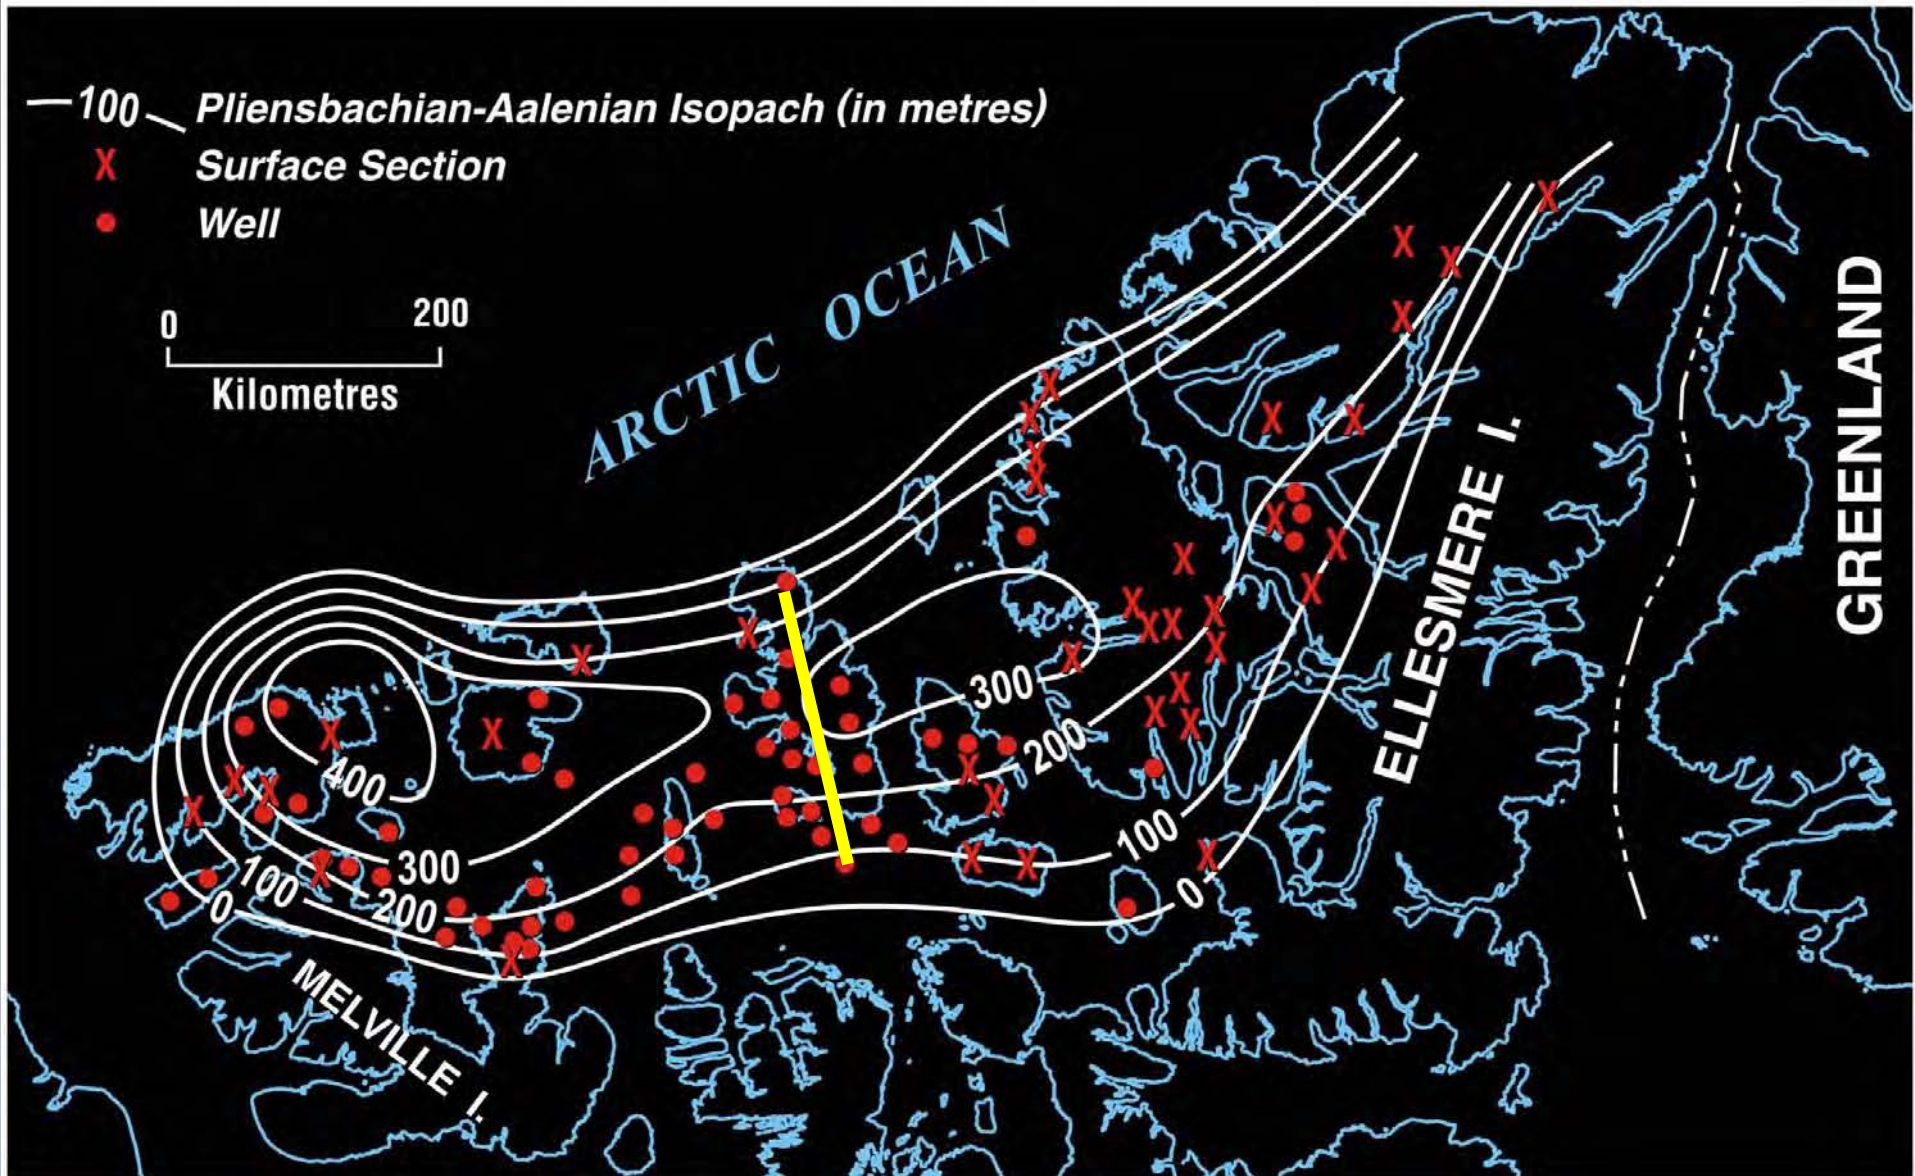 100 Pliensbachian-Aalenian Isopach (in metres)
X Surface Section
Well
0 200
Kilometres
ARCTIC OCEAN
GREENLAND
ELLESMERE I.
300
200
400
100
300
100
200
0
0
MELVILLE I.